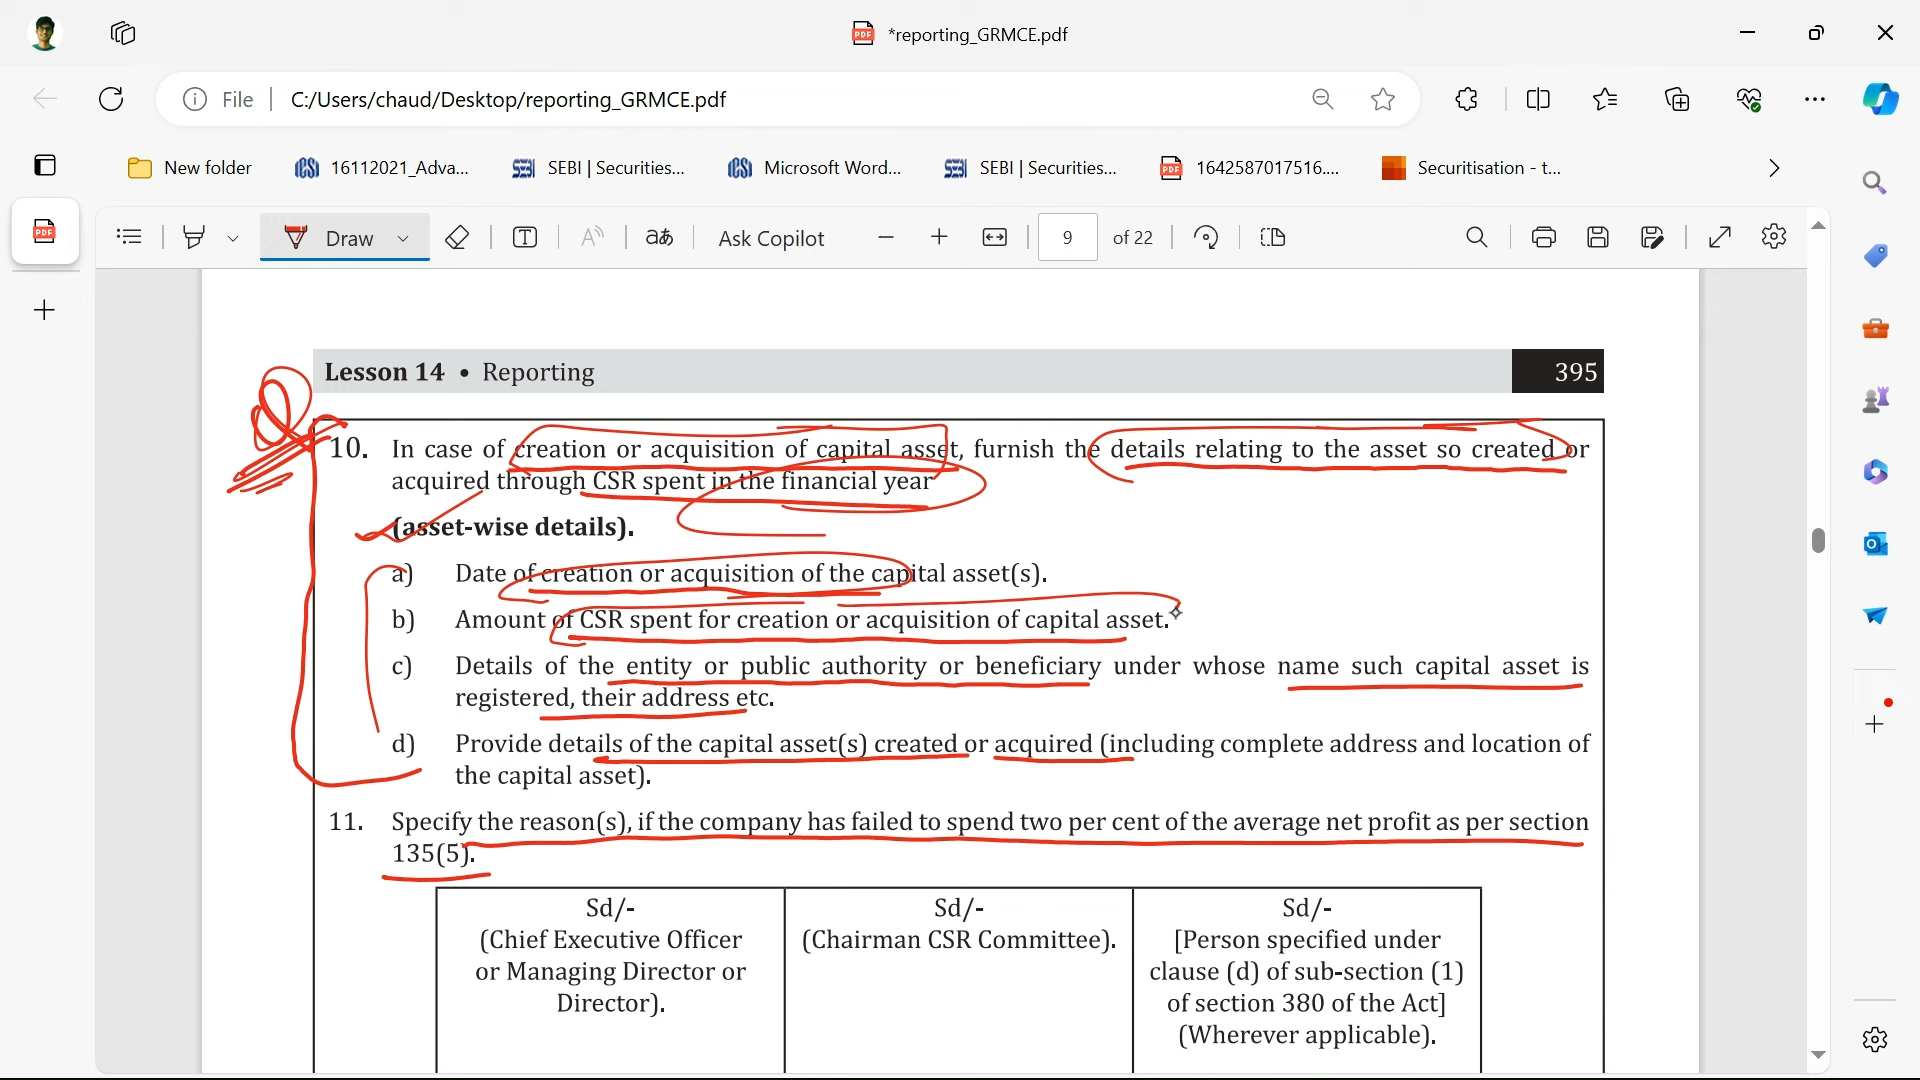 *reporting_GRMCE.pdf
File
C:/Users/chaud/Desktop/reporting_GRMCE.pdf
New folder
16112021_Adva...
SEBI | Securities...
Microsoft Word...
SEBI | Securities...
1642587017516....
Securitisation - t...
Draw
Ask Copilot
9
of 22
Lesson 14 • Reporting
395
10. In case of creation or acquisition of capital asset, furnish the details relating to the asset so created or
acquired through CSR spent in the financial year
(asset-wise details).
a) Date of creation or acquisition of the capital asset(s).
b) Amount of CSR spent for creation or acquisition of capital asset.
c) Details of the entity or public authority or beneficiary under whose name such capital asset is
registered, their address etc.
d) Provide details of the capital asset(s) created or acquired (including complete address and location of
the capital asset).
11. Specify the reason(s), if the company has failed to spend two per cent of the average net profit as per section
135(5).
Sd/-
(Chief Executive Officer
or Managing Director or
Director).
Sd/-
(Chairman CSR Committee).
Sd/-
[Person specified under
clause (d) of sub-section (1)
of section 380 of the Act]
(Wherever applicable).